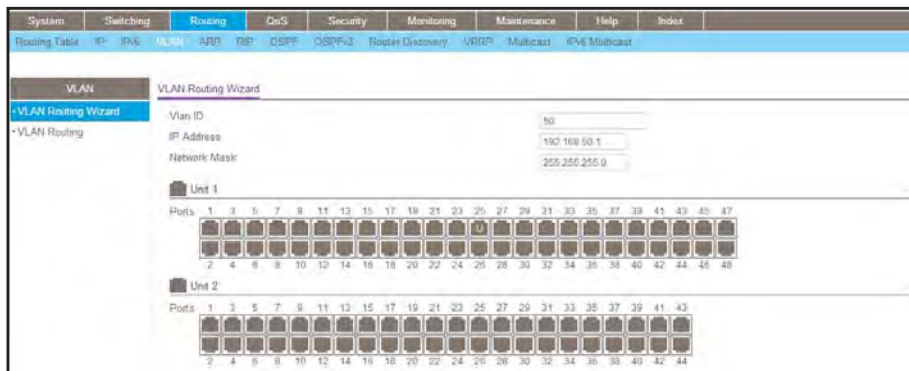 System Switching Routing QoS Security Monitoring Maintenance Help Index
Routing Table IP IPv6 VLAN ARP RIP OSPF OSPFv3 Router Discovery VRRP Multicast IPv6 Multicast
VLAN
VLAN Routing Wizard
VLAN Routing
VLAN Routing Wizard
Vlan ID 50
IP Address 192.168.50.1
Network Mask 255.255.255.0
Unit 1
Ports 1 3 5 7 9 11 13 15 17 19 21 23 25 27 29 31 33 35 37 39 41 43 45 47
U
2 4 6 8 10 12 14 16 18 20 22 24 26 28 30 32 34 36 38 40 42 44 46 48
Unit 2
Ports 1 3 5 7 9 11 13 15 17 19 21 23 25 27 29 31 33 35 37 39 41 43
2 4 6 8 10 12 14 16 18 20 22 24 26 28 30 32 34 36 38 40 42 44